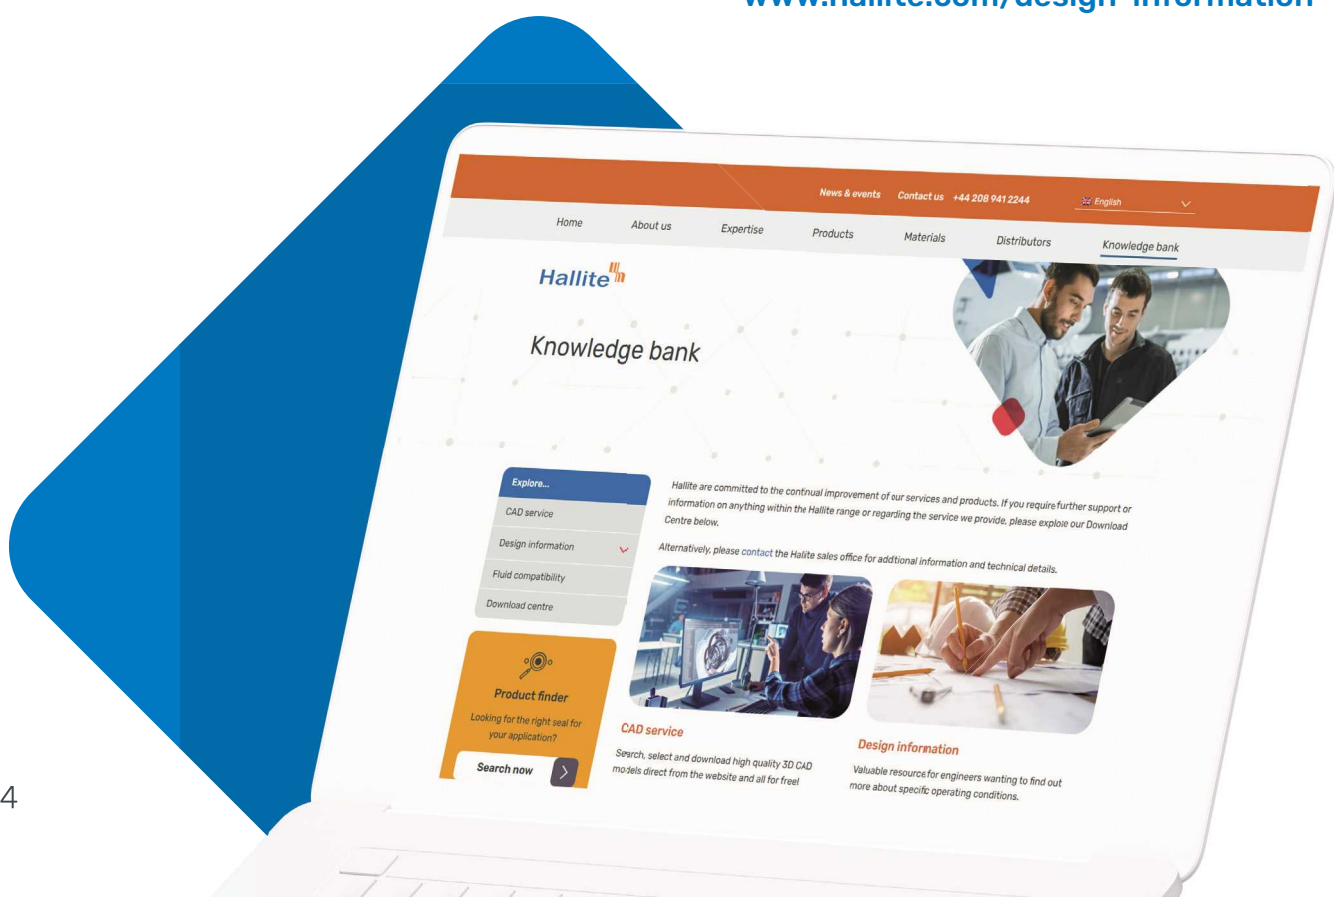 www.hallite.com/design-information
News & events Contact us +44 208 941 2244 English
Home About us Expertise Products Materials Distributors Knowledge bank
Hallite
Knowledge bank
Explore...
CAD service
Design information
Fluid compatibility
Download centre
Hallite are committed to the continual improvement of our services and products. If you require further support or
information on anything within the Hallite range or regarding the service we provide, please explore our Download
Centre below.
Alternatively, please contact the Hallite sales office for addtional information and technical details.
Product finder
Looking for the right seal for
your application?
Search now
CAD service
Search, select and download high quality 3D CAD
models direct from the website and all for free!
Design information
Valuable resource for engineers wanting to find out
more about specific operating conditions.
4